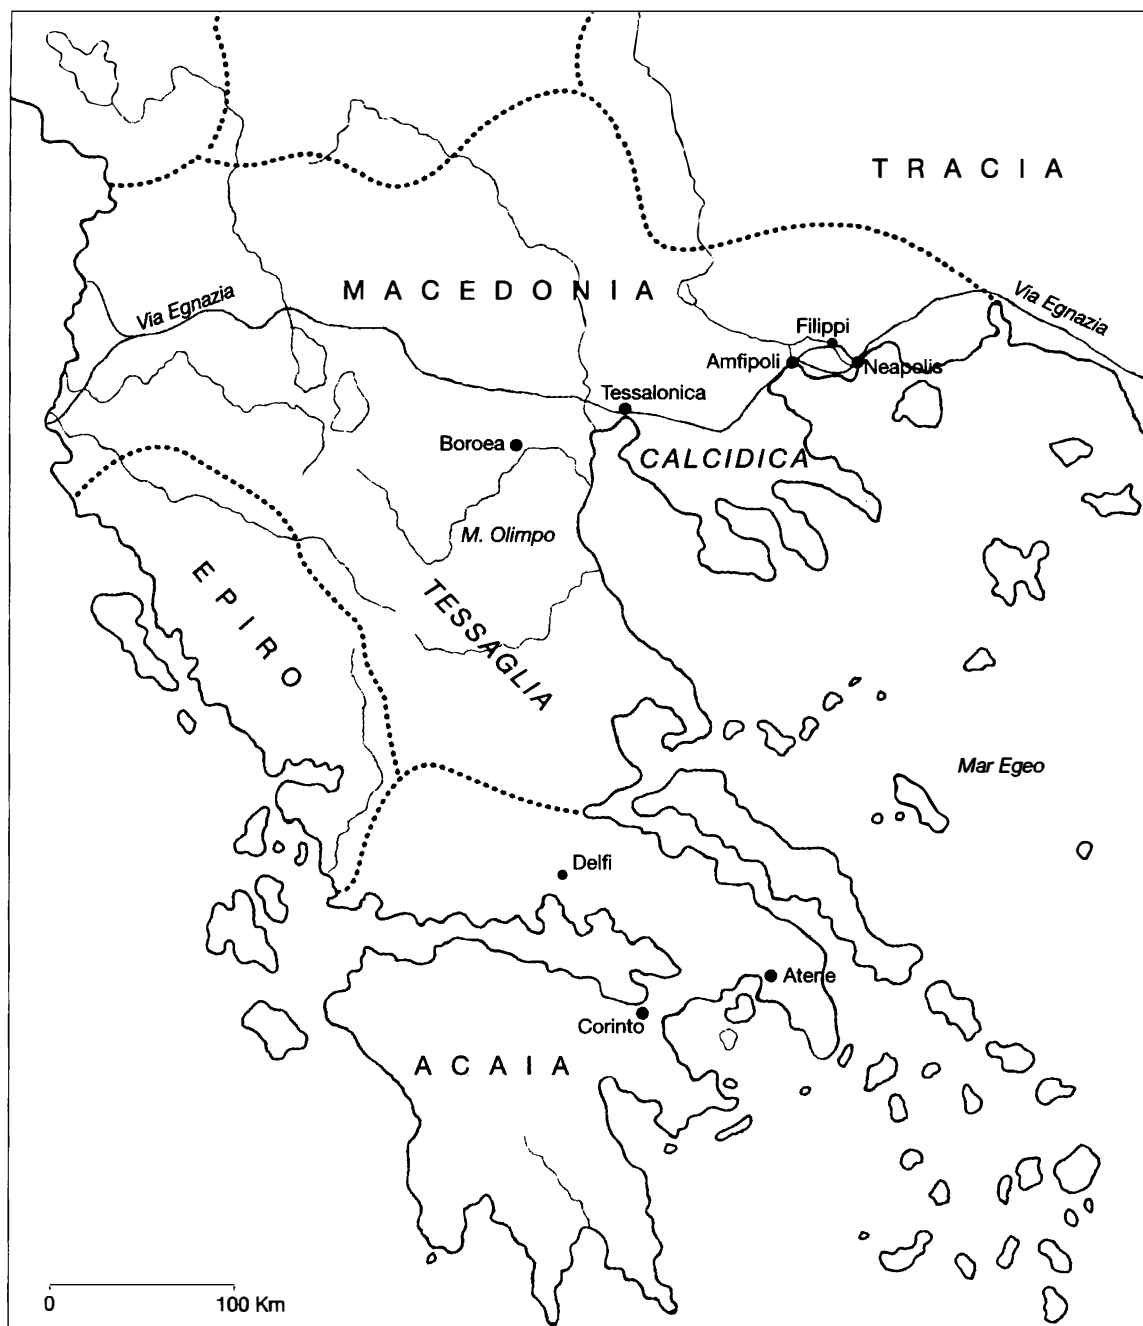 TRACIA
MACEDONIA
Via Egnazia
Via Egnazia
Filippi
Amfipoli
Neapolis
Tessalonica
Boroea
CALCIDICA
M. Olimpo
EPIRO
TESSAGLIA
Mar Egeo
Delfi
Atene
Corinto
ACAIA
0 100 Km